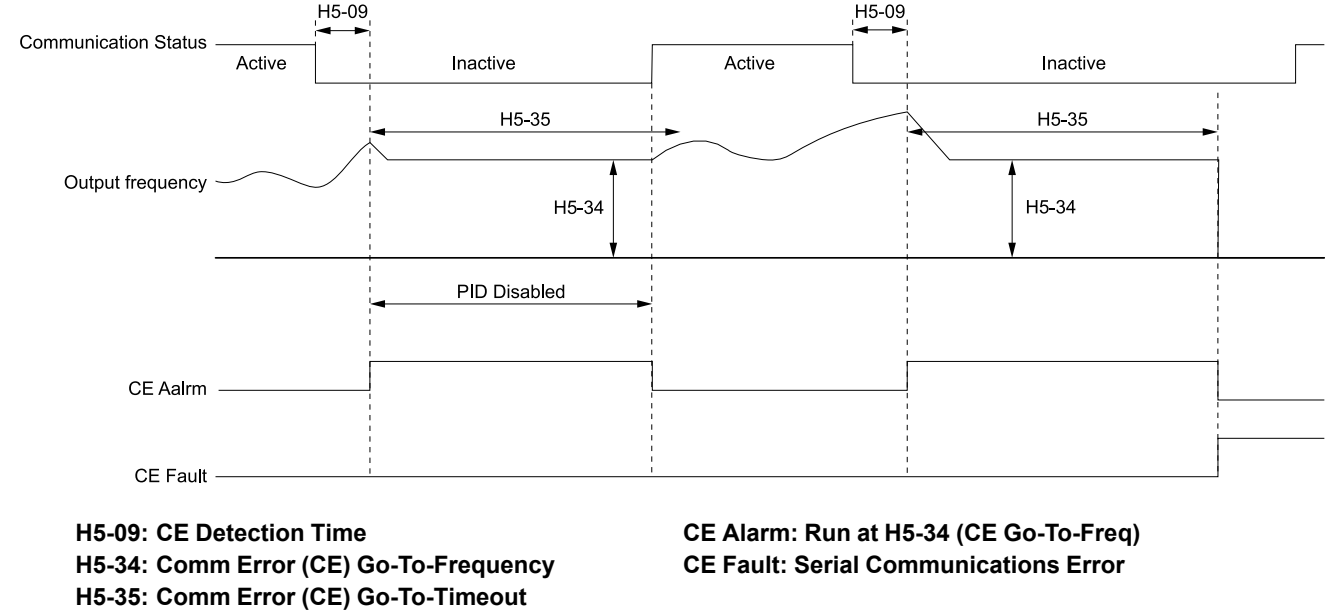 H5-09 H5-09
Communication Status
Active Inactive Active Inactive
H5-35 H5-35
Output frequency
H5-34 H5-34
PID Disabled
CE Aalrm
CE Fault
H5-09: CE Detection Time
H5-34: Comm Error (CE) Go-To-Frequency
H5-35: Comm Error (CE) Go-To-Timeout
CE Alarm: Run at H5-34 (CE Go-To-Freq)
CE Fault: Serial Communications Error